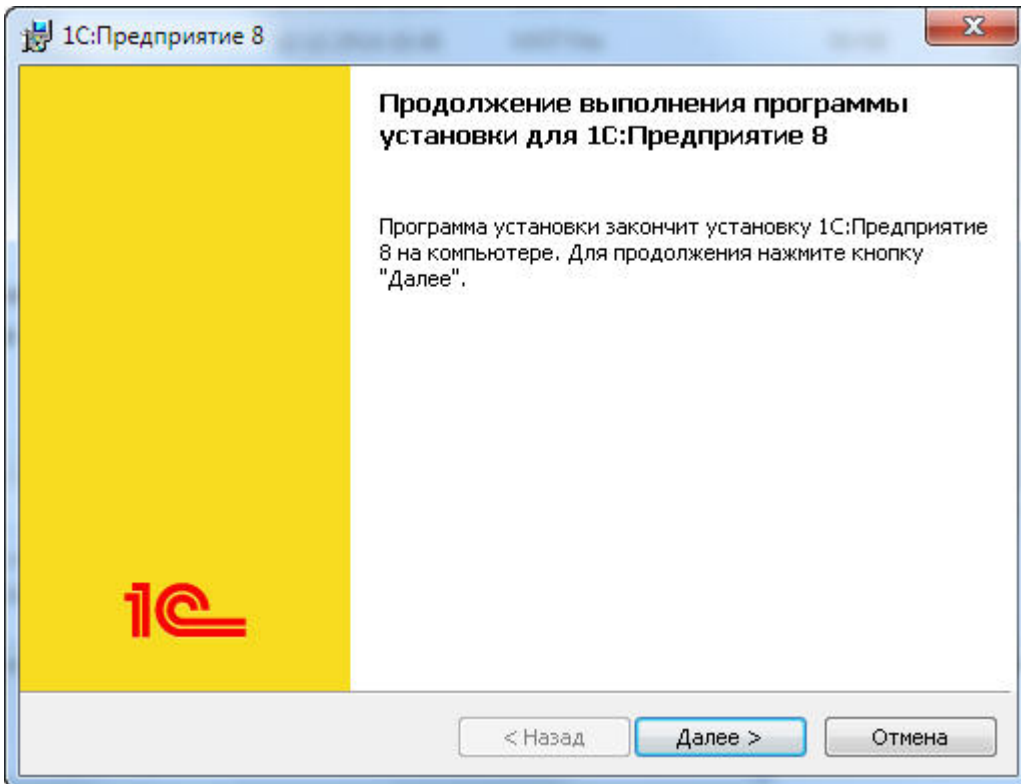 1С:Предприятие 8
Продолжение выполнения программы
установки для 1С:Предприятие 8
Программа установки закончит установку 1С:Предприятие
8 на компьютере. Для продолжения нажмите кнопку
"Далее".
1С
< Назад
Далее >
Отмена